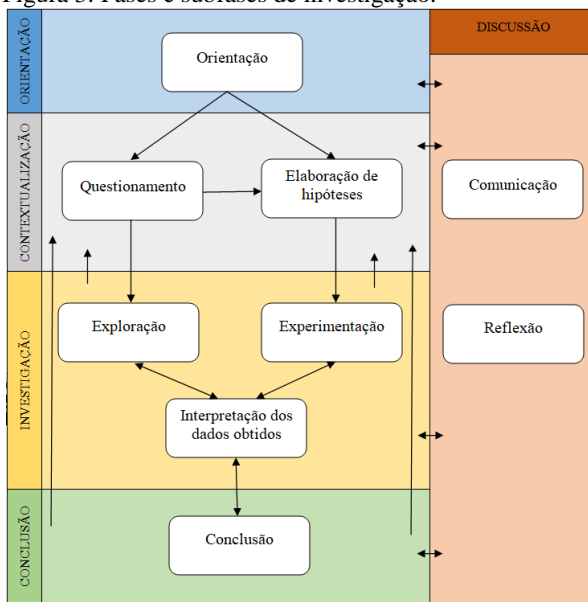 Figura 3. Fases e subfases de investigação.
DISCUSSÃO
ORIENTAÇÃO
Orientação
CONTEXTUALIZAÇÃO
Questionamento
Elaboração de
hipóteses
Comunicação
INVESTIGAÇÃO
Exploração
Experimentação
Reflexão
Interpretação dos
dados obtidos
CONCLUSÃO
Conclusão